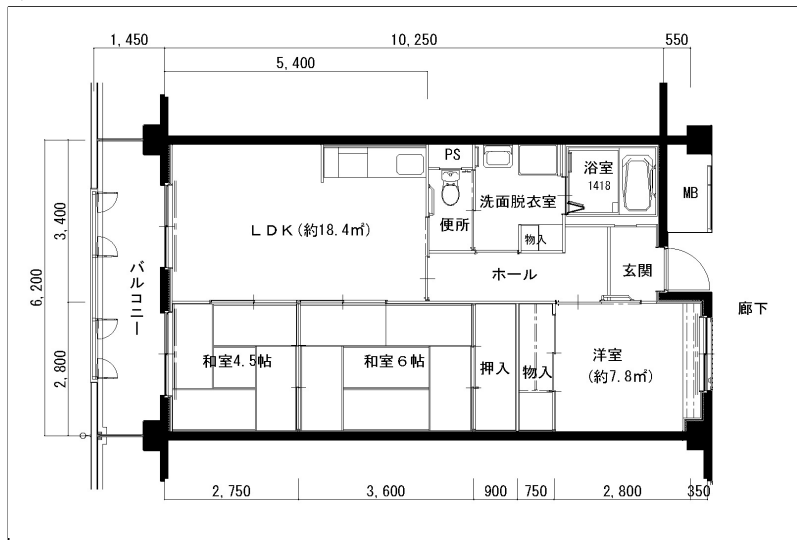 1,450
10,250
550
5,400
PS
浴室
1418
MB
洗面脱衣室
便所
LDK(約18.4㎡)
物入
ホール
玄関
3,400
6,200
2,800
バルコニー
廊下
和室4.5帖
和室6帖
押入
物入
洋室
(約7.8㎡)
2,750
3,600
900
750
2,800
350